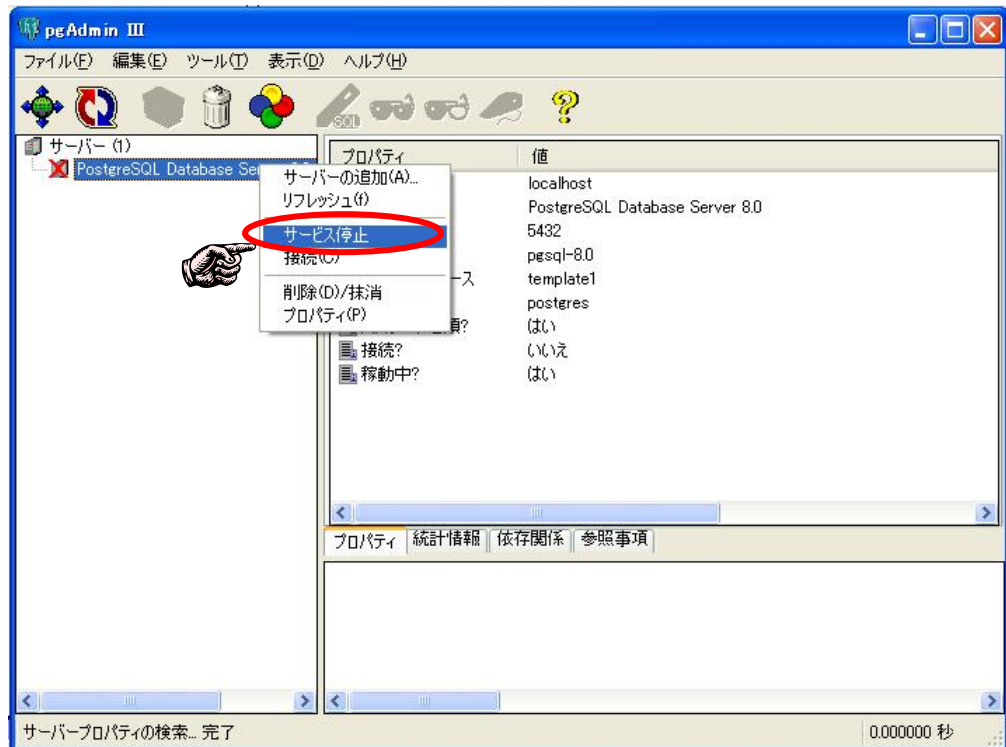 pgAdmin III
ファイル(F) 編集(E) ツール(T) 表示(D) ヘルプ(H)
SQL
サーバー (1)
PostgreSQL Database Se
サーバーの追加(A)...
リフレッシュ(f)
サービス停止
接続(C)
削除(D)/抹消
プロパティ(P)
プロパティ 値
localhost
PostgreSQL Database Server 8.0
5432
pgsql-8.0
ース template1
postgres
? はい
接続? いいえ
稼動中? はい
プロパティ 統計情報 依存関係 参照事項
サーバープロパティの検索... 完了 0.000000 秒